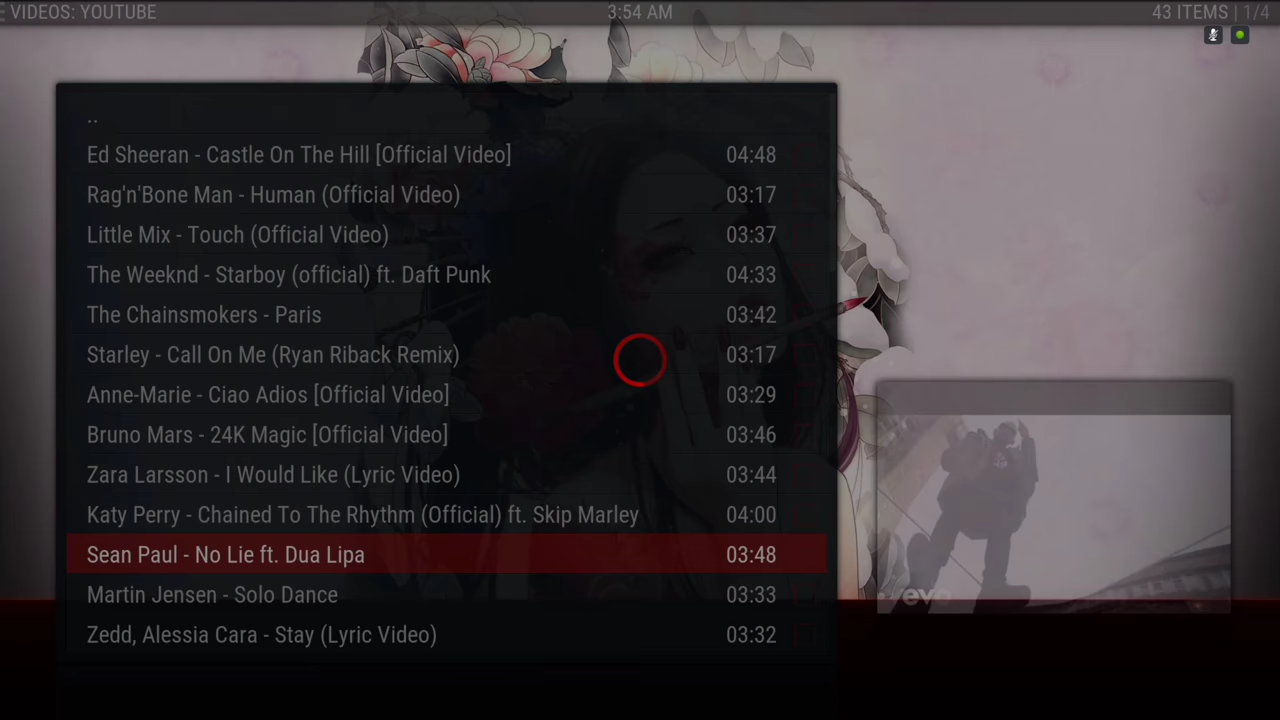 VIDEOS: YOUTUBE 3:54 AM 43 ITEMS | 1/4
..
Ed Sheeran - Castle On The Hill [Official Video] 04:48
Rag'n'Bone Man - Human (Official Video) 03:17
Little Mix - Touch (Official Video) 03:37
The Weeknd - Starboy (official) ft. Daft Punk 04:33
The Chainsmokers - Paris 03:42
Starley - Call On Me (Ryan Riback Remix) 03:17
Anne-Marie - Ciao Adios [Official Video] 03:29
Bruno Mars - 24K Magic [Official Video] 03:46
Zara Larsson - I Would Like (Lyric Video) 03:44
Katy Perry - Chained To The Rhythm (Official) ft. Skip Marley 04:00
Sean Paul - No Lie ft. Dua Lipa 03:48
Martin Jensen - Solo Dance 03:33
Zedd, Alessia Cara - Stay (Lyric Video) 03:32
evo